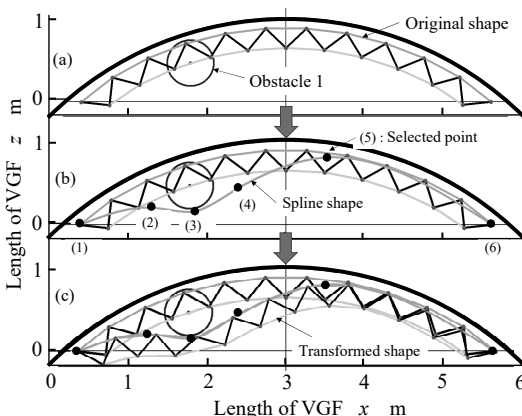 1
(a)
Original shape
Obstacle 1
0
m
(5) : Selected point
1
(b)
(2)
(3)
(4)
Spline shape
0
(1)
(6)
1
(c)
Transformed shape
0
0
1
2
3
4
5
6
Length of VGF z m
Length of VGF x m